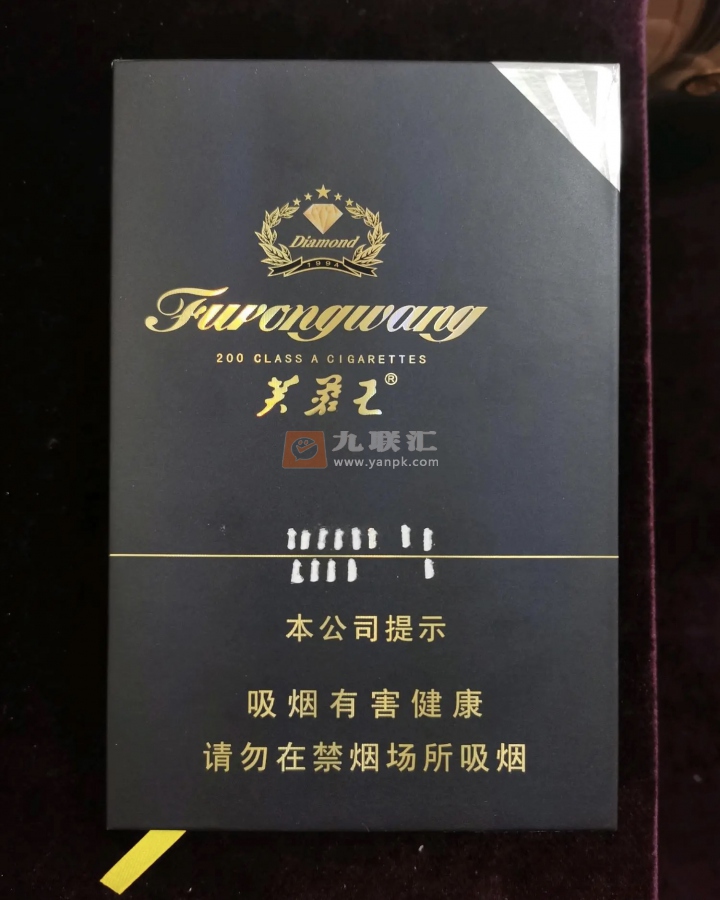 Diamond
1994
Furongwang
200 CLASS A CIGARETTES
芙蓉王®
九联汇
www.yanpk.com
本公司提示
吸烟有害健康
请勿在禁烟场所吸烟